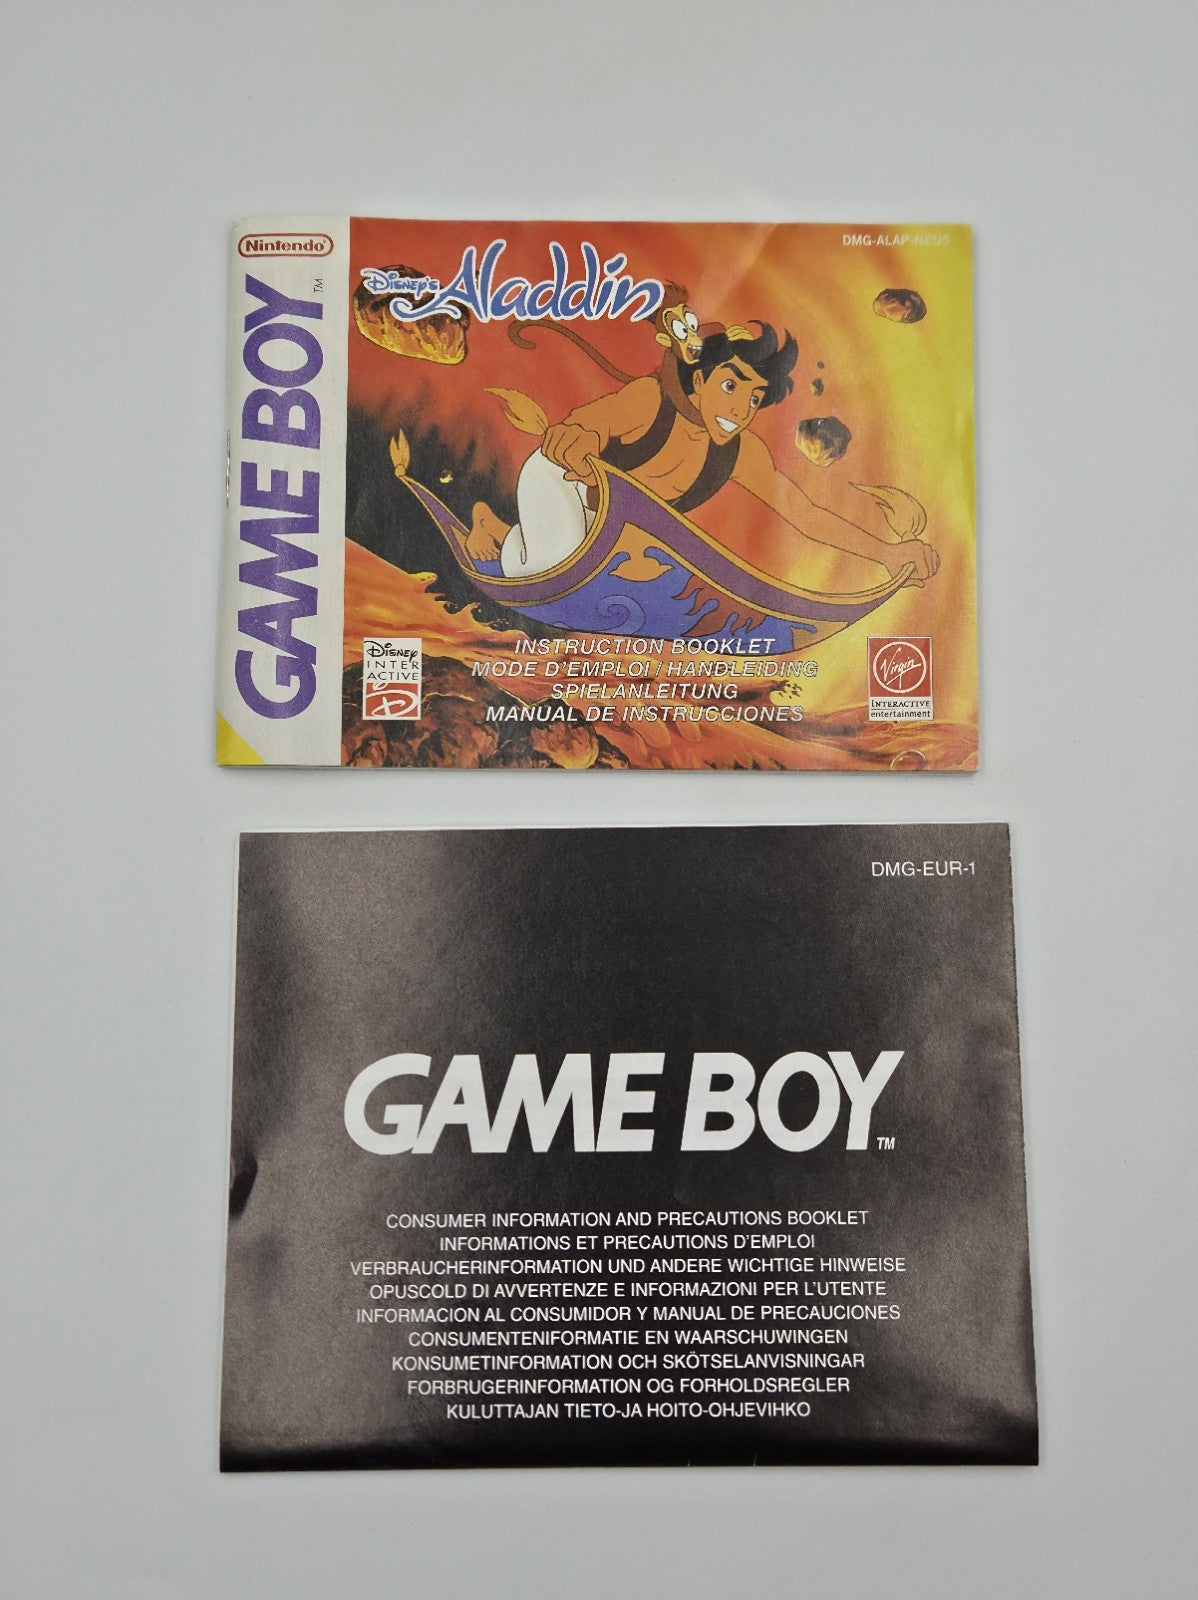 Nintendo
GAME BOY
TM
Disney's Aladdin
DMG-ALAP-NEU5
Disney
INTER
ACTIVE
D
INSTRUCTION BOOKLET
MODE D'EMPLOI / HANDLEIDING
SPIELANLEITUNG
MANUAL DE INSTRUCCIONES
Virgin
INTERACTIVE
entertainment
DMG-EUR-1
GAME BOY
TM
CONSUMER INFORMATION AND PRECAUTIONS BOOKLET
INFORMATIONS ET PRECAUTIONS D'EMPLOI
VERBRAUCHERINFORMATION UND ANDERE WICHTIGE HINWEISE
OPUSCOLD DI AVVERTENZE E INFORMAZIONI PER L'UTENTE
INFORMACION AL CONSUMIDOR Y MANUAL DE PRECAUCIONES
CONSUMENTENIFORMATIE EN WAARSCHUWINGEN
KONSUMETINFORMATION OCH SKÖTSELANVISNINGAR
FORBRUGERINFORMATION OG FORHOLDSREGLER
KULUTTAJAN TIETO-JA HOITO-OHJEVIHKO